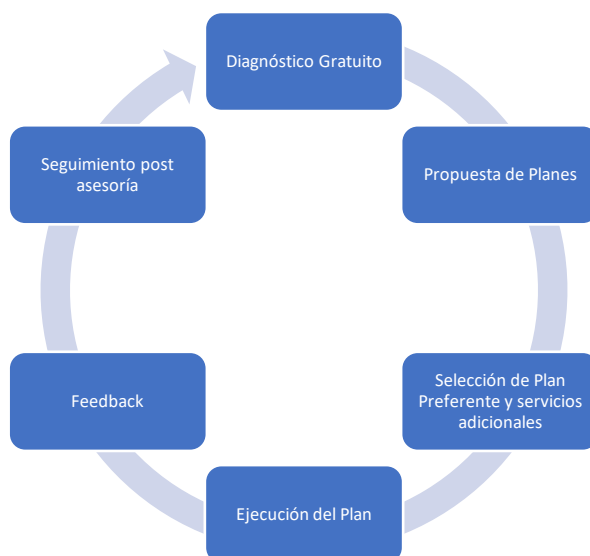 Diagnóstico Gratuito
Propuesta de Planes
Selección de Plan
Preferente y servicios
adicionales
Ejecución del Plan
Feedback
Seguimiento post
asesoría